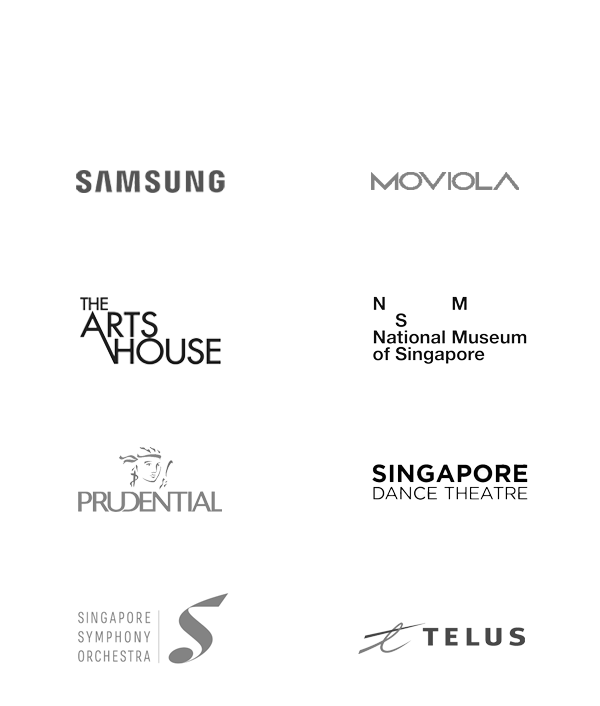 SAMSUNG
MOVIOLA
THE
ARTS
HOUSE
N M
S
National Museum
of Singapore
PRUDENTIAL
SINGAPORE
DANCE THEATRE
SINGAPORE
SYMPHONY
ORCHESTRA
TELUS